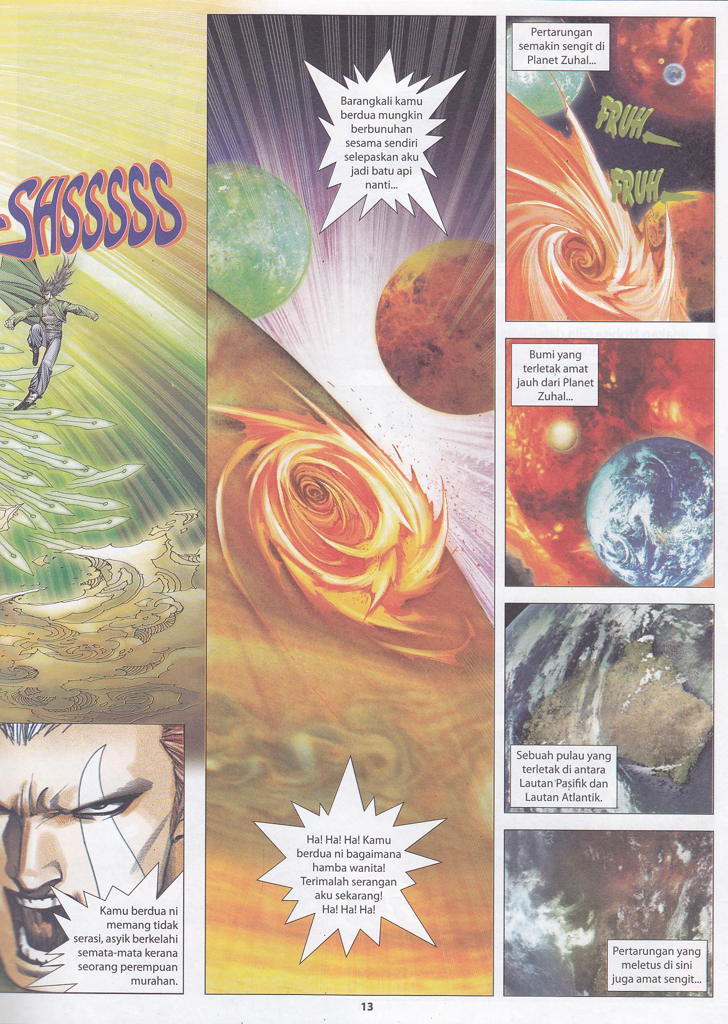 -SHSSSSS
Kamu berdua ni
memang tidak
serasi, asyik berkelahi
semata-mata kerana
seorang perempuan
murahan.
Barangkali kamu
berdua mungkin
berbunuhan
sesama sendiri
selepaskan aku
jadi batu api
nanti...
Ha! Ha! Ha! Kamu
berdua ni bagaimana
hamba wanita!
Terimalah serangan
aku sekarang!
Ha! Ha! Ha!
Pertarungan
semakin sengit di
Planet Zuhal...
FRUH
FRUH
Bumi yang
terletak amat
jauh dari Planet
Zuhal...
Sebuah pulau yang
terletak di antara
Lautan Pasifik dan
Lautan Atlantik.
Pertarungan yang
meletus di sini
juga amat sengit...
13